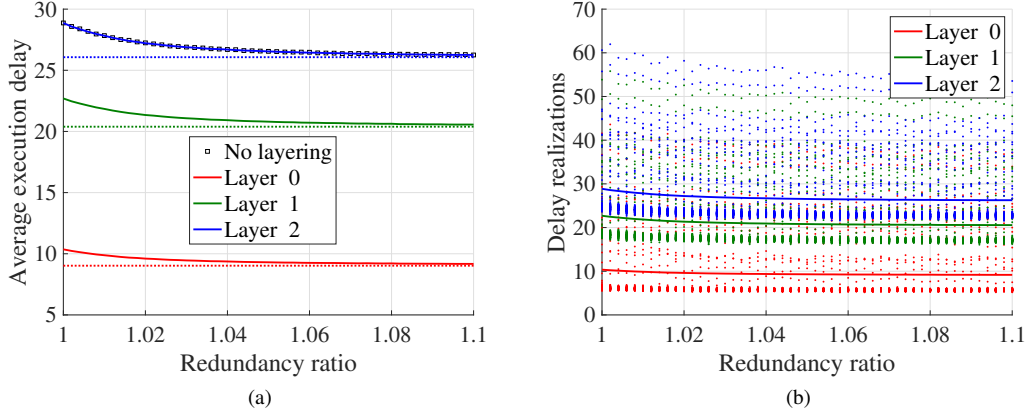 30
25
20
15
10
5
Average execution delay
No layering
Layer 0
Layer 1
Layer 2
1 1.02 1.04 1.06 1.08 1.1
Redundancy ratio
(a)
70
60
50
40
30
20
10
0
Delay realizations
Layer 0
Layer 1
Layer 2
1 1.02 1.04 1.06 1.08 1.1
Redundancy ratio
(b)